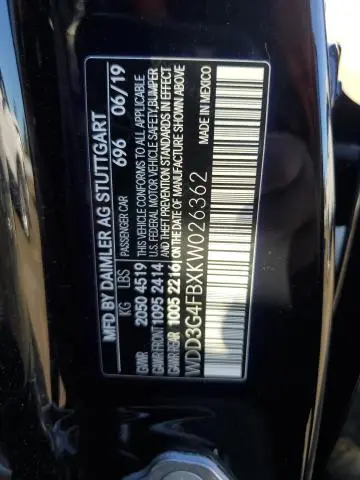 MFG BY DAIMLER AG STUTTGART
PASSENGER CAR 696 06/19
KG LBS
GAWR 2050 4519 THIS VEHICLE CONFORMS TO ALL APPLICABLE
GAWR FRONT 1095 2414 U.S. FEDERAL MOTOR VEHICLE SAFETY, BUMPER
GAWR REAR 1005 2216 AND THEFT PREVENTION STANDARDS IN EFFECT
ON THE DATE OF MANUFACTURE SHOWN ABOVE
WDD3G4FBXKW026362
MADE IN MEXICO